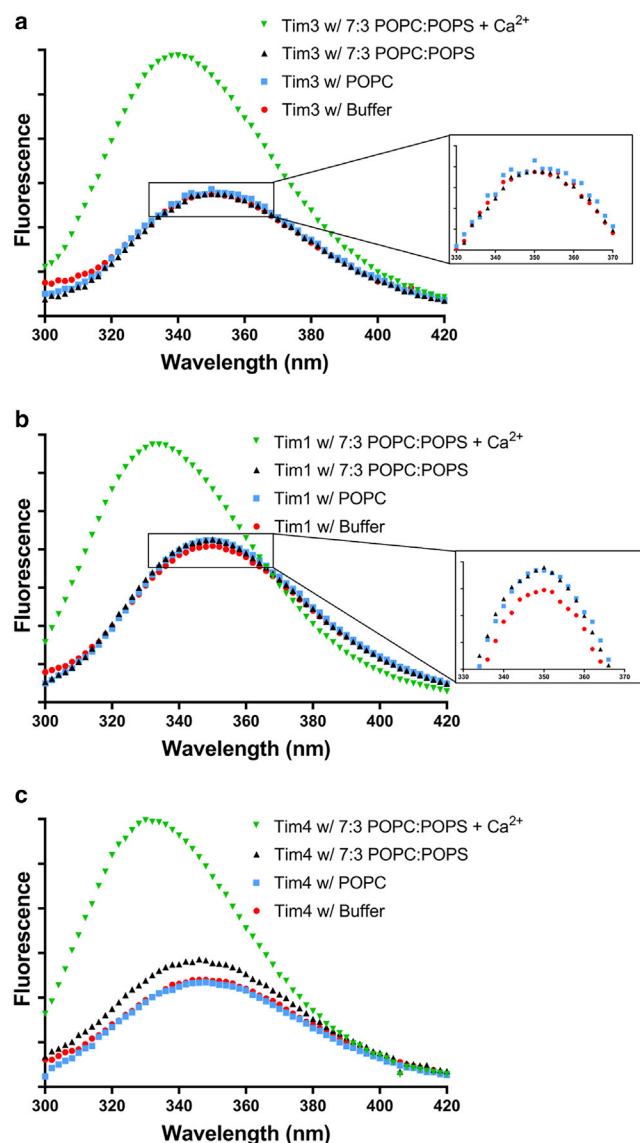 a
Tim3 w/ 7:3 POPC:POPS + Ca2+
Tim3 w/ 7:3 POPC:POPS
Tim3 w/ POPC
Tim3 w/ Buffer
Fluorescence
330 340 350 360 370
300 320 340 360 380 400 420
Wavelength (nm)
b
Tim1 w/ 7:3 POPC:POPS + Ca2+
Tim1 w/ 7:3 POPC:POPS
Tim1 w/ POPC
Tim1 w/ Buffer
Fluorescence
330 340 350 360 370
300 320 340 360 380 400 420
Wavelength (nm)
c
Tim4 w/ 7:3 POPC:POPS + Ca2+
Tim4 w/ 7:3 POPC:POPS
Tim4 w/ POPC
Tim4 w/ Buffer
Fluorescence
300 320 340 360 380 400 420
Wavelength (nm)